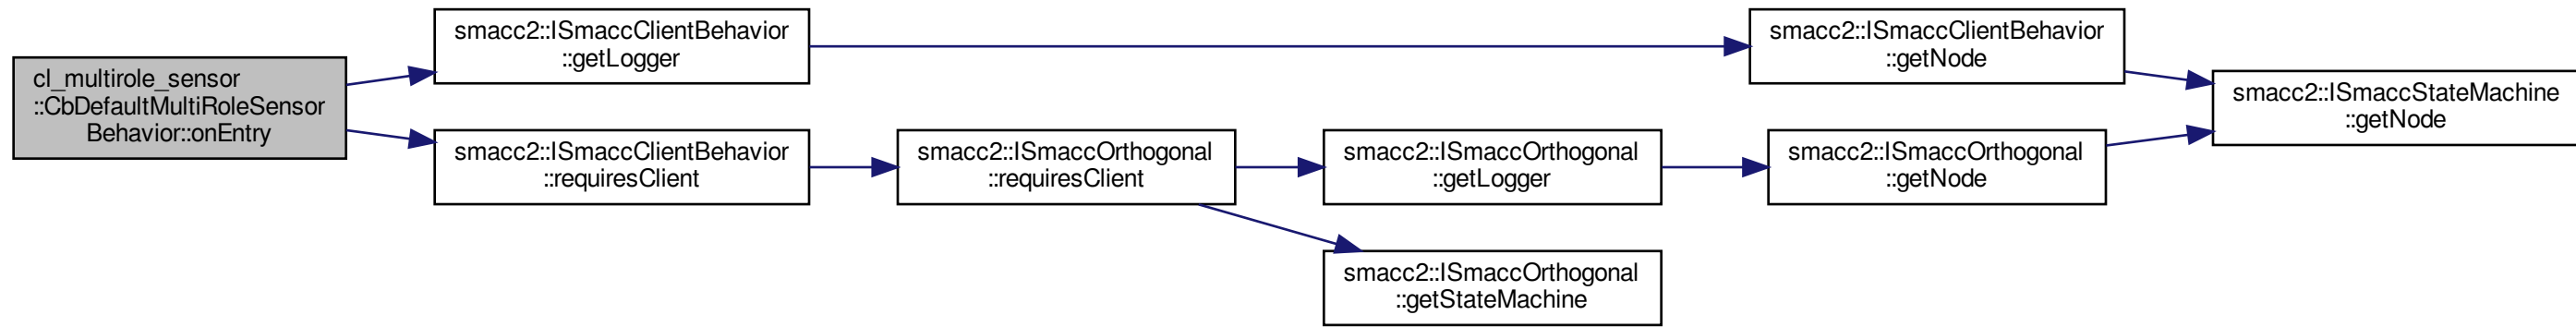 cl_multirole_sensor
::CbDefaultMultiRoleSensor
Behavior::onEntry
smacc2::ISmaccClientBehavior
::getLogger
smacc2::ISmaccClientBehavior
::requiresClient
smacc2::ISmaccOrthogonal
::requiresClient
smacc2::ISmaccOrthogonal
::getLogger
smacc2::ISmaccOrthogonal
::getStateMachine
smacc2::ISmaccClientBehavior
::getNode
smacc2::ISmaccOrthogonal
::getNode
smacc2::ISmaccStateMachine
::getNode